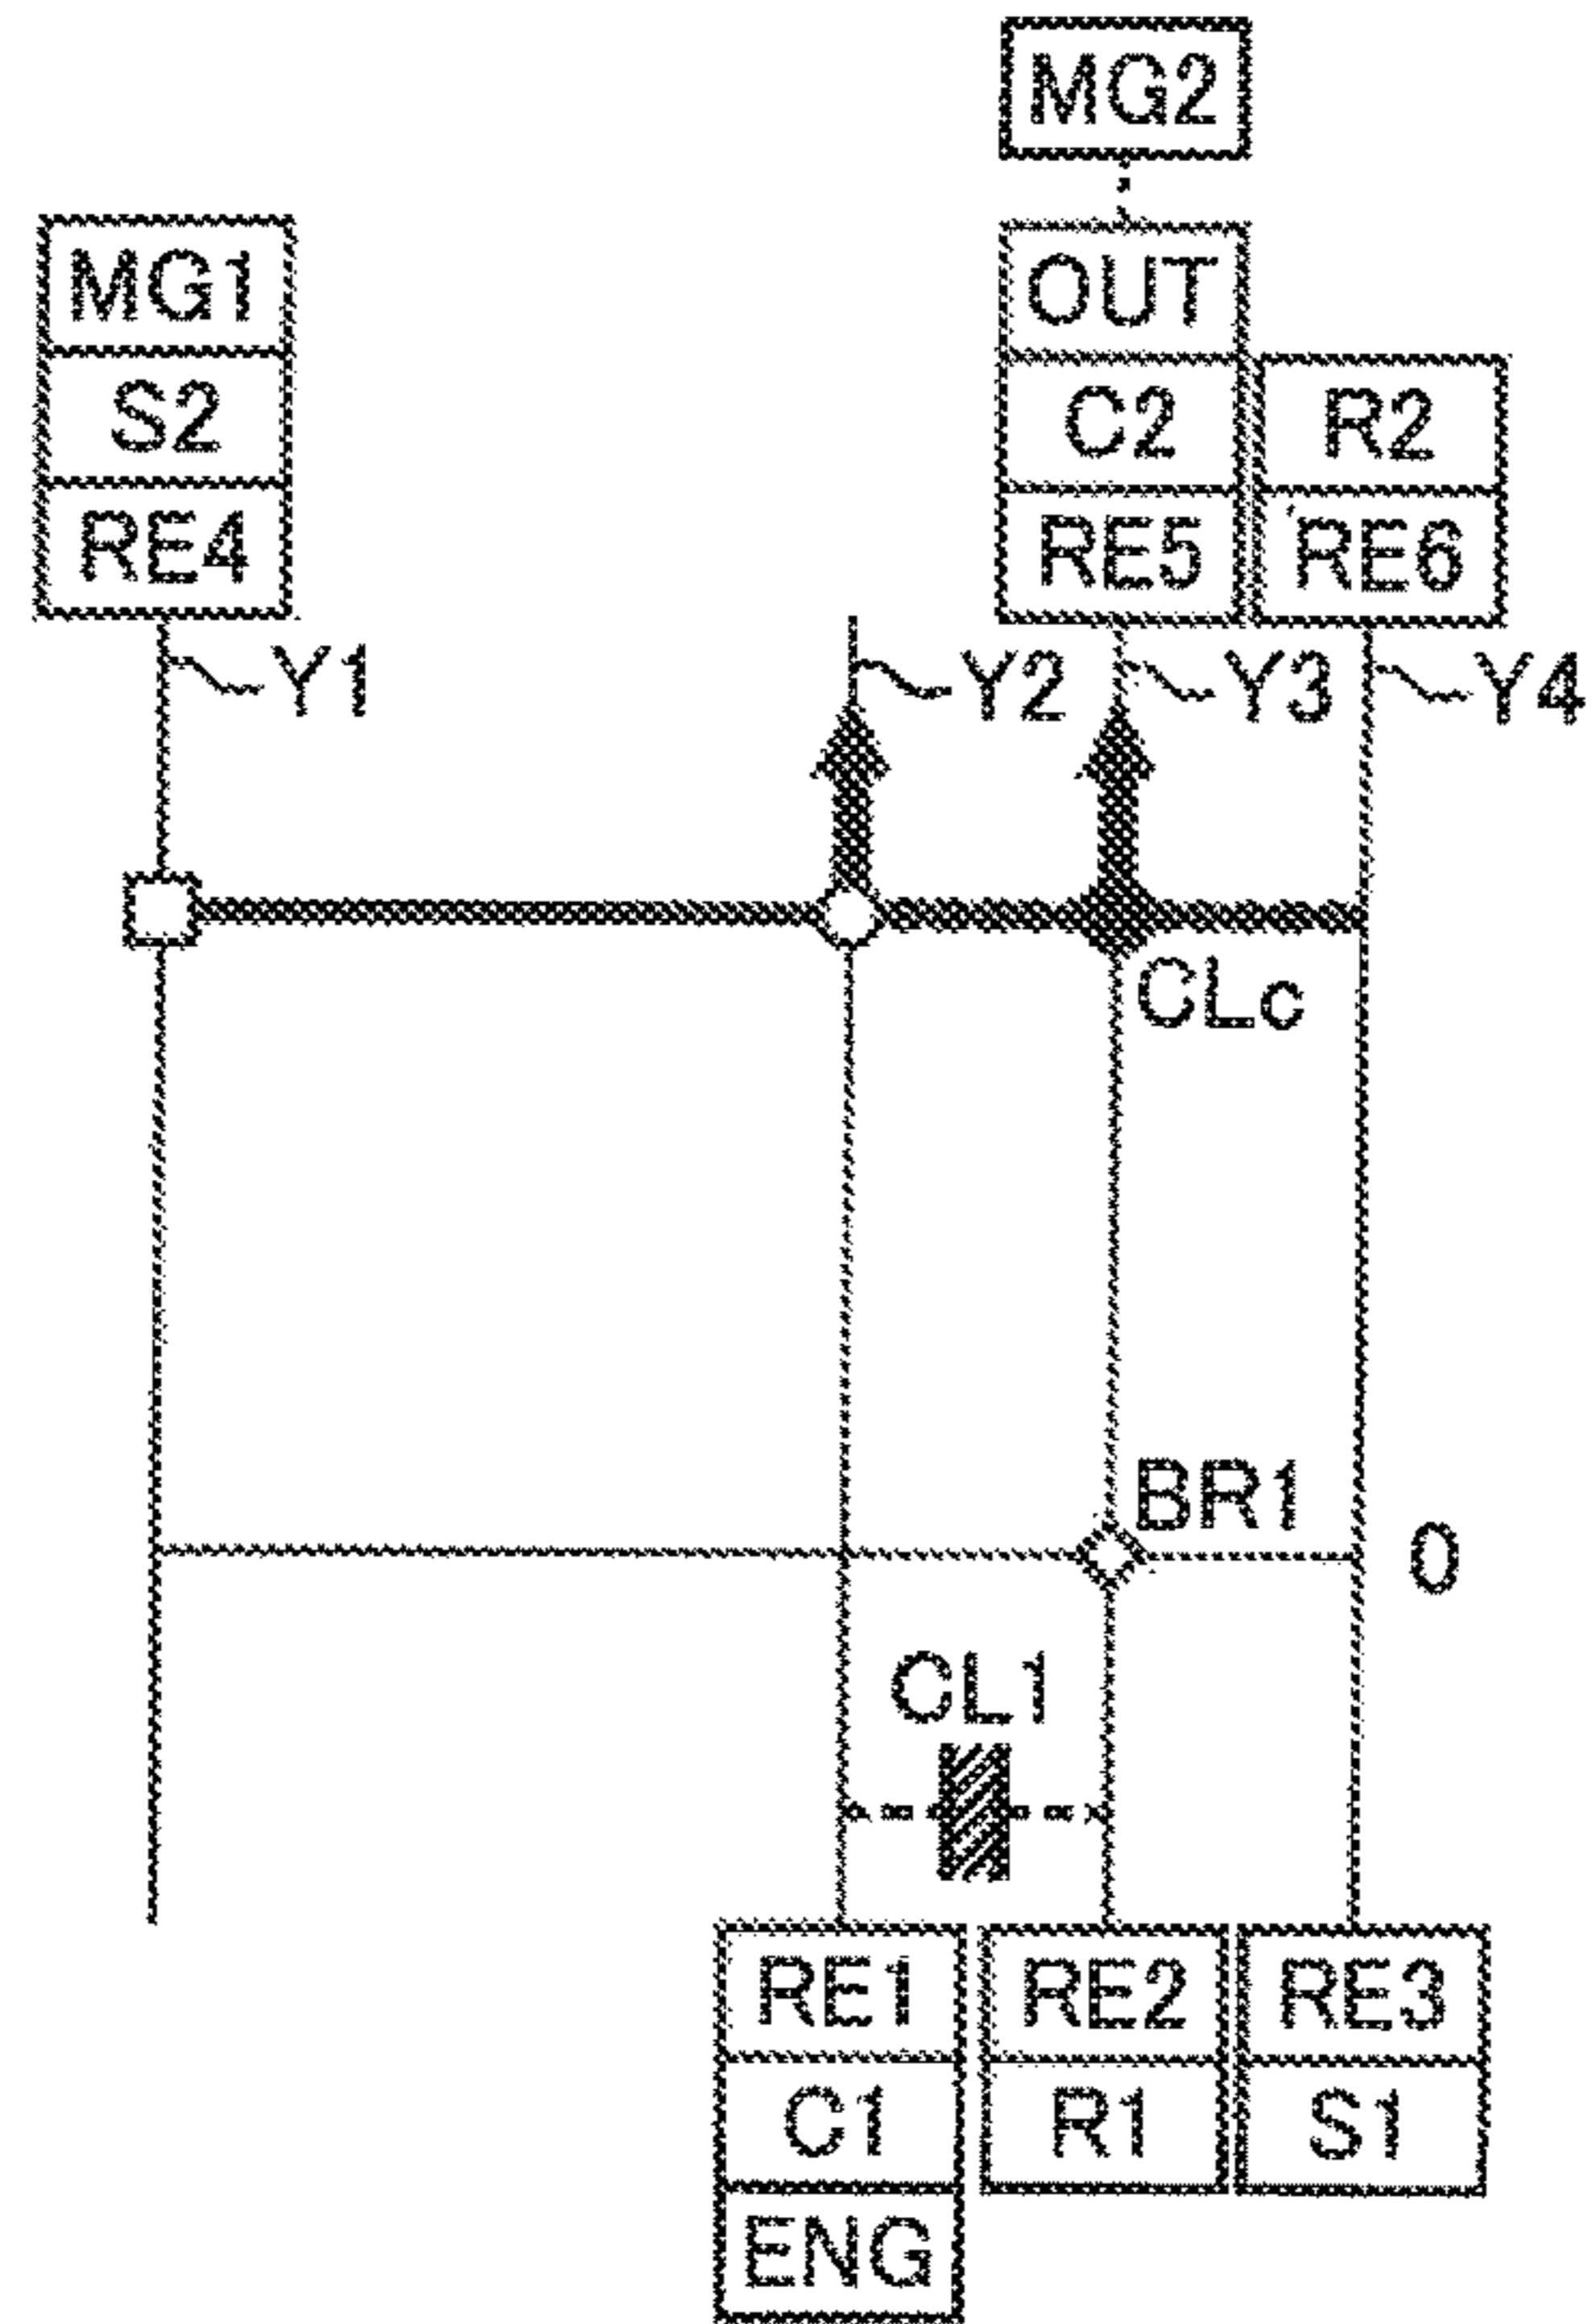 MG2
MG1
OUT
S2
C2
R2
RE4
RE5
RE6
Y1
Y2
Y3
Y4
CLc
BR1
0
CL1
RE1
RE2
RE3
C1
R1
S1
ENG